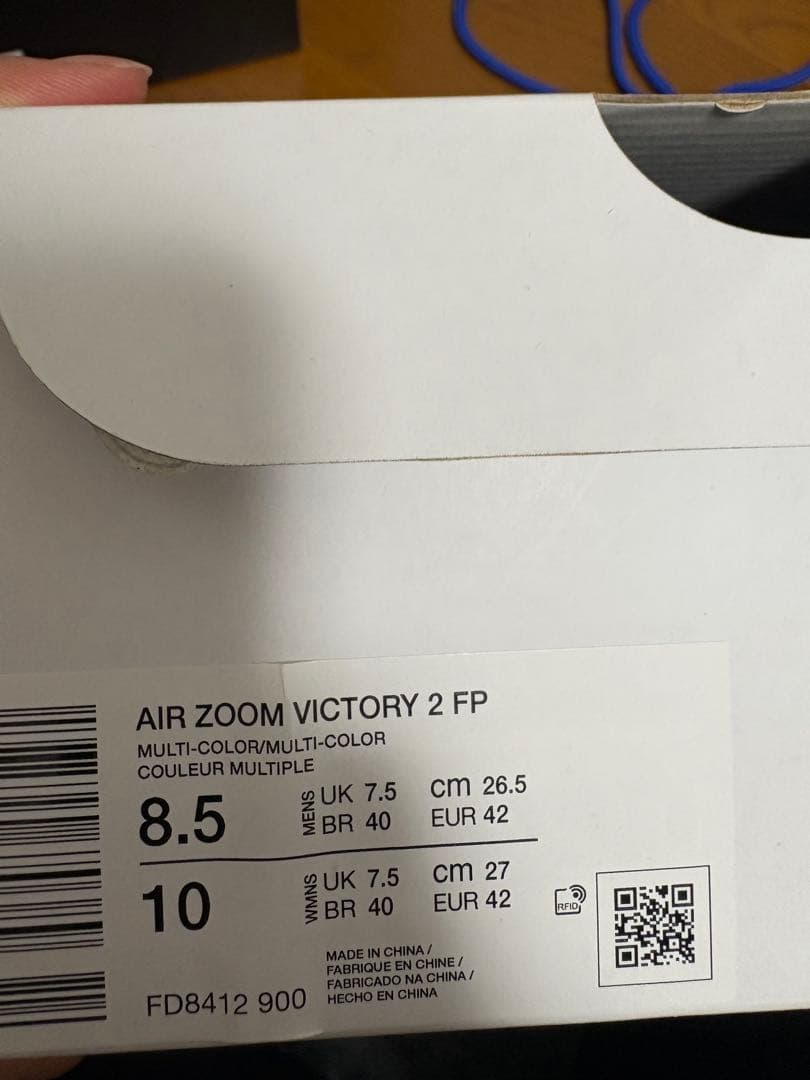 AIR ZOOM VICTORY 2 FP
MULTI-COLOR/MULTI-COLOR
COULEUR MULTIPLE
8.5 MENS UK 7.5 cm 26.5
BR 40 EUR 42
10 WMNS UK 7.5 cm 27
BR 40 EUR 42
RFID
MADE IN CHINA /
FABRIQUE EN CHINE /
FABRICADO NA CHINA /
HECHO EN CHINA
FD8412 900